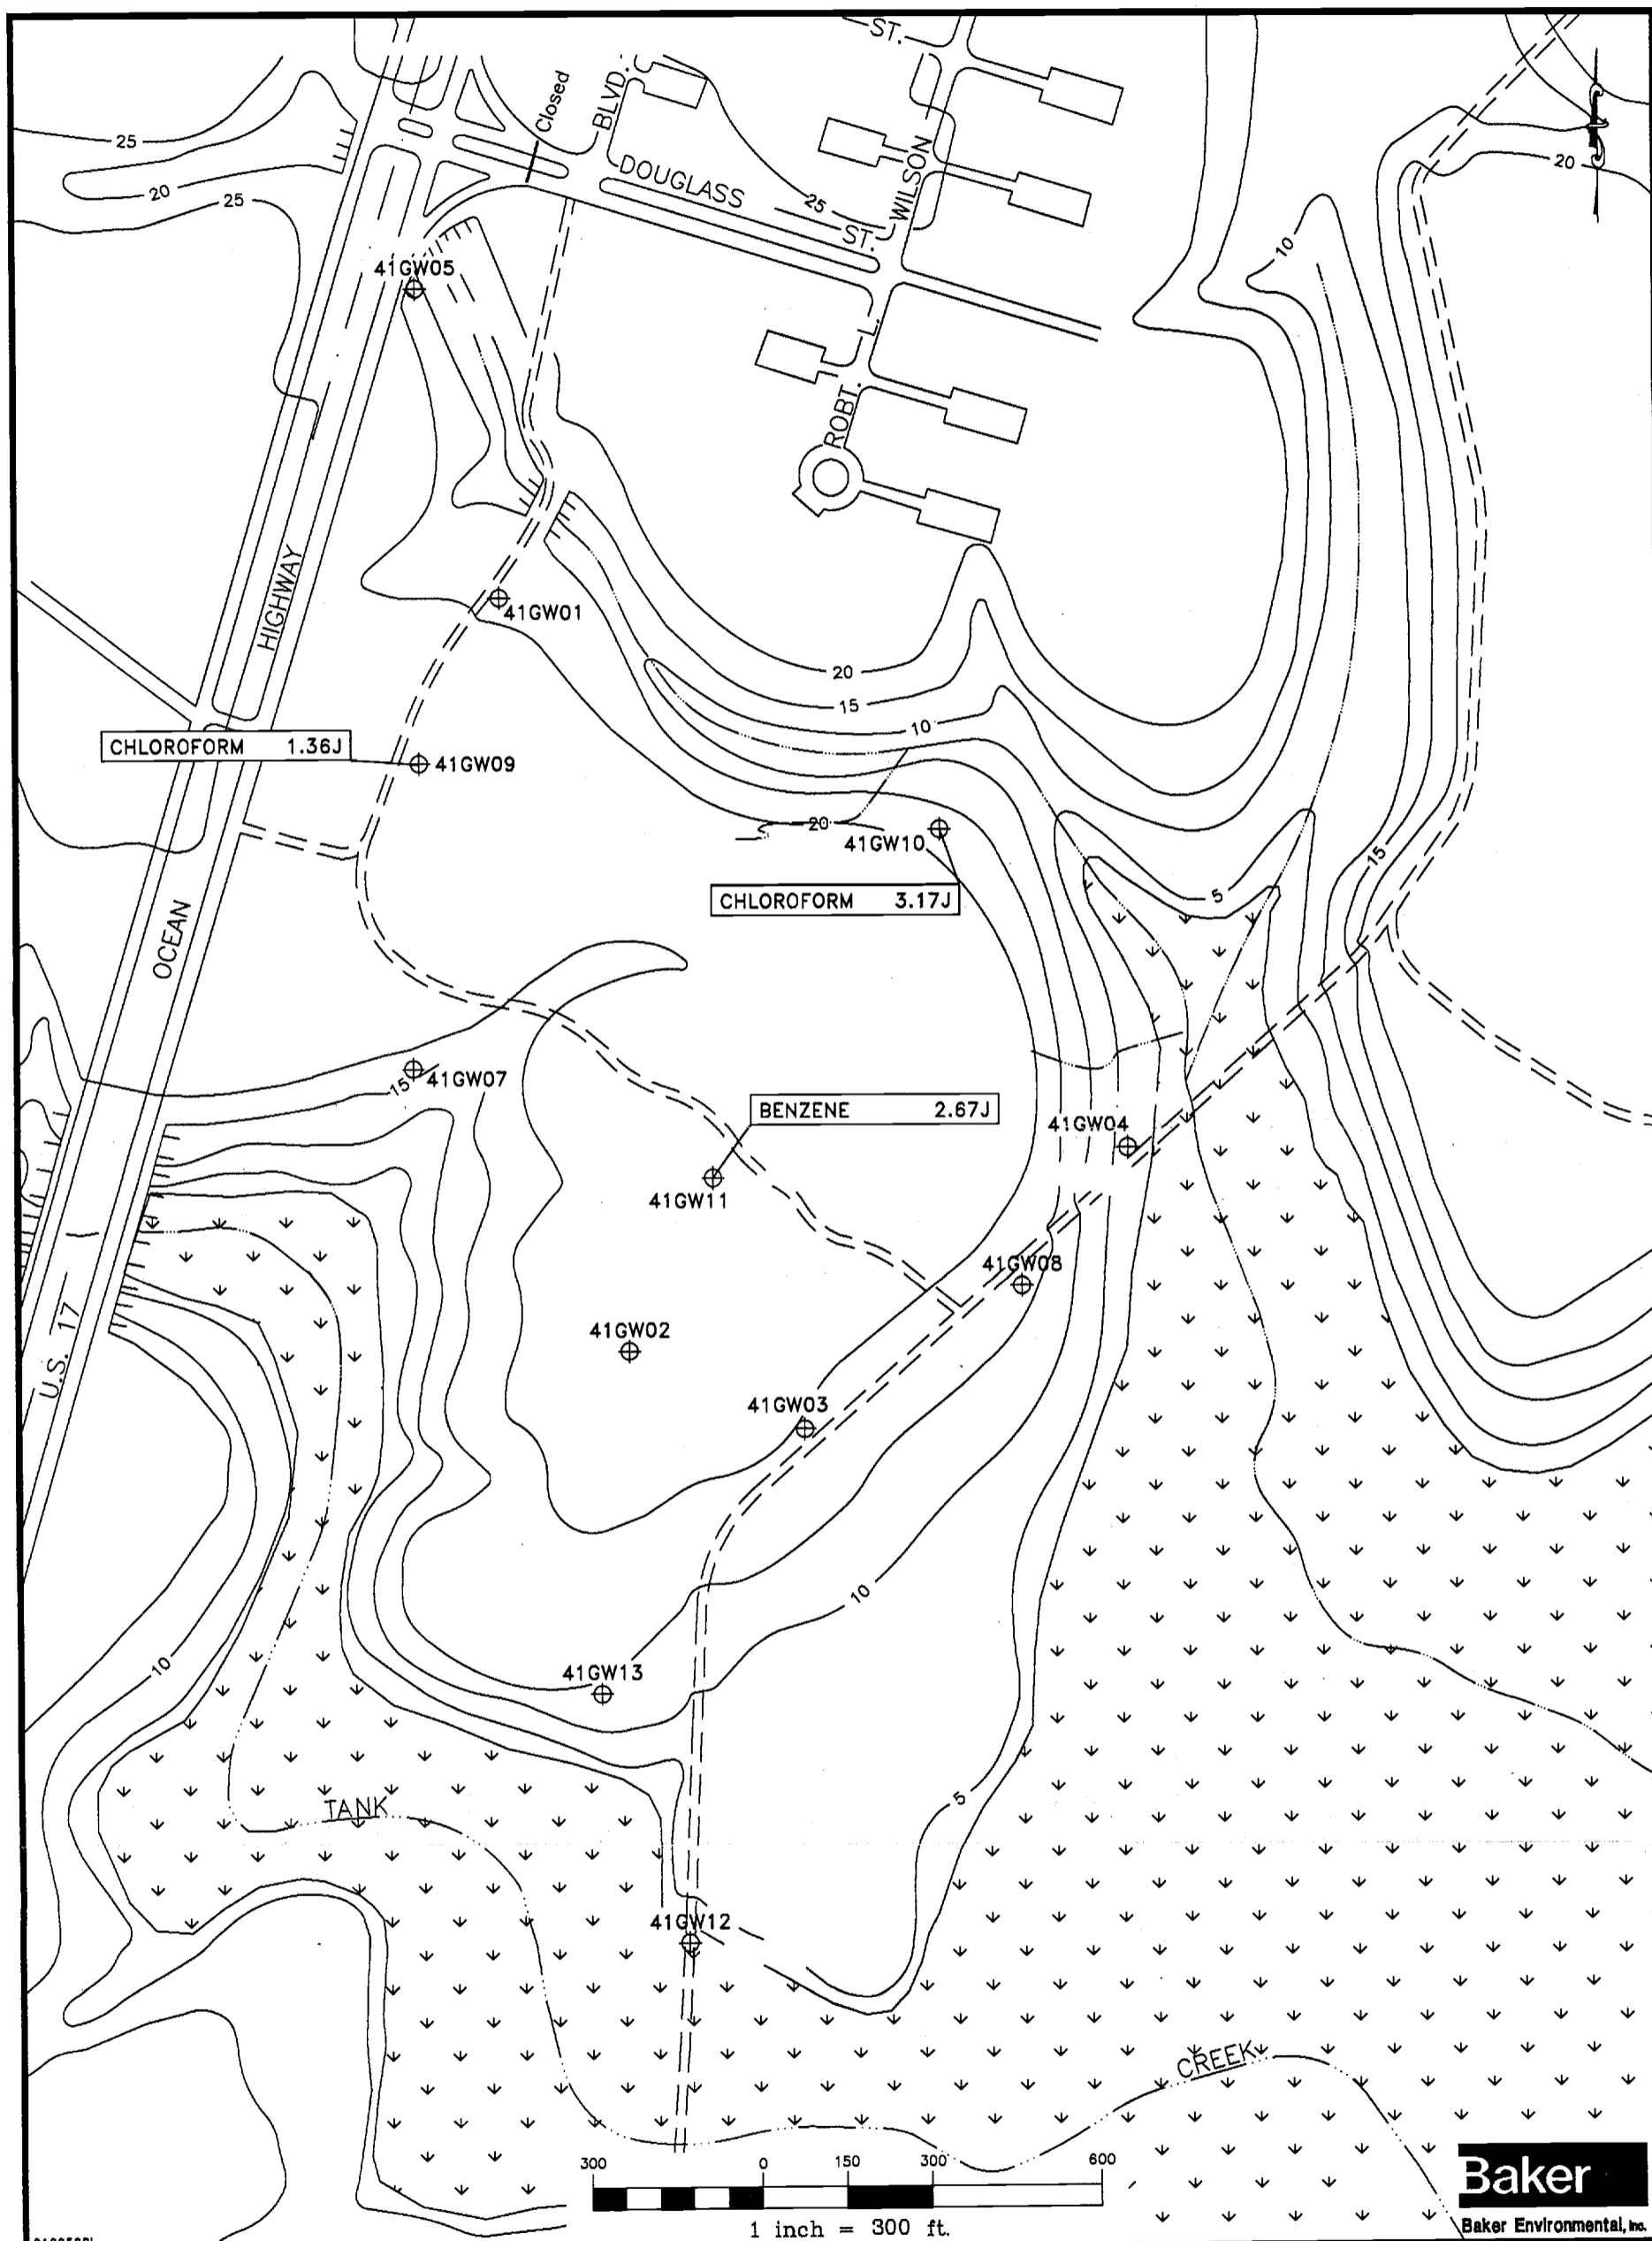 ST.
Closed
BLVD.
25
DOUGLASS
ST.
WILSON
25
20
25
20
10
41GW05
L.
ROBT.
HIGHWAY
41GW01
20
15
10
CHLOROFORM 1.36J
41GW09
20
41GW10
15
CHLOROFORM 3.17J
5
OCEAN
15
41GW07
BENZENE 2.67J
41GW04
41GW11
41GW08
U.S. 17
41GW02
41GW03
10
10
41GW13
TANK
5
41GW12
CREEK
300 0 150 300 600
1 inch = 300 ft.
Baker
Baker Environmental, Inc.